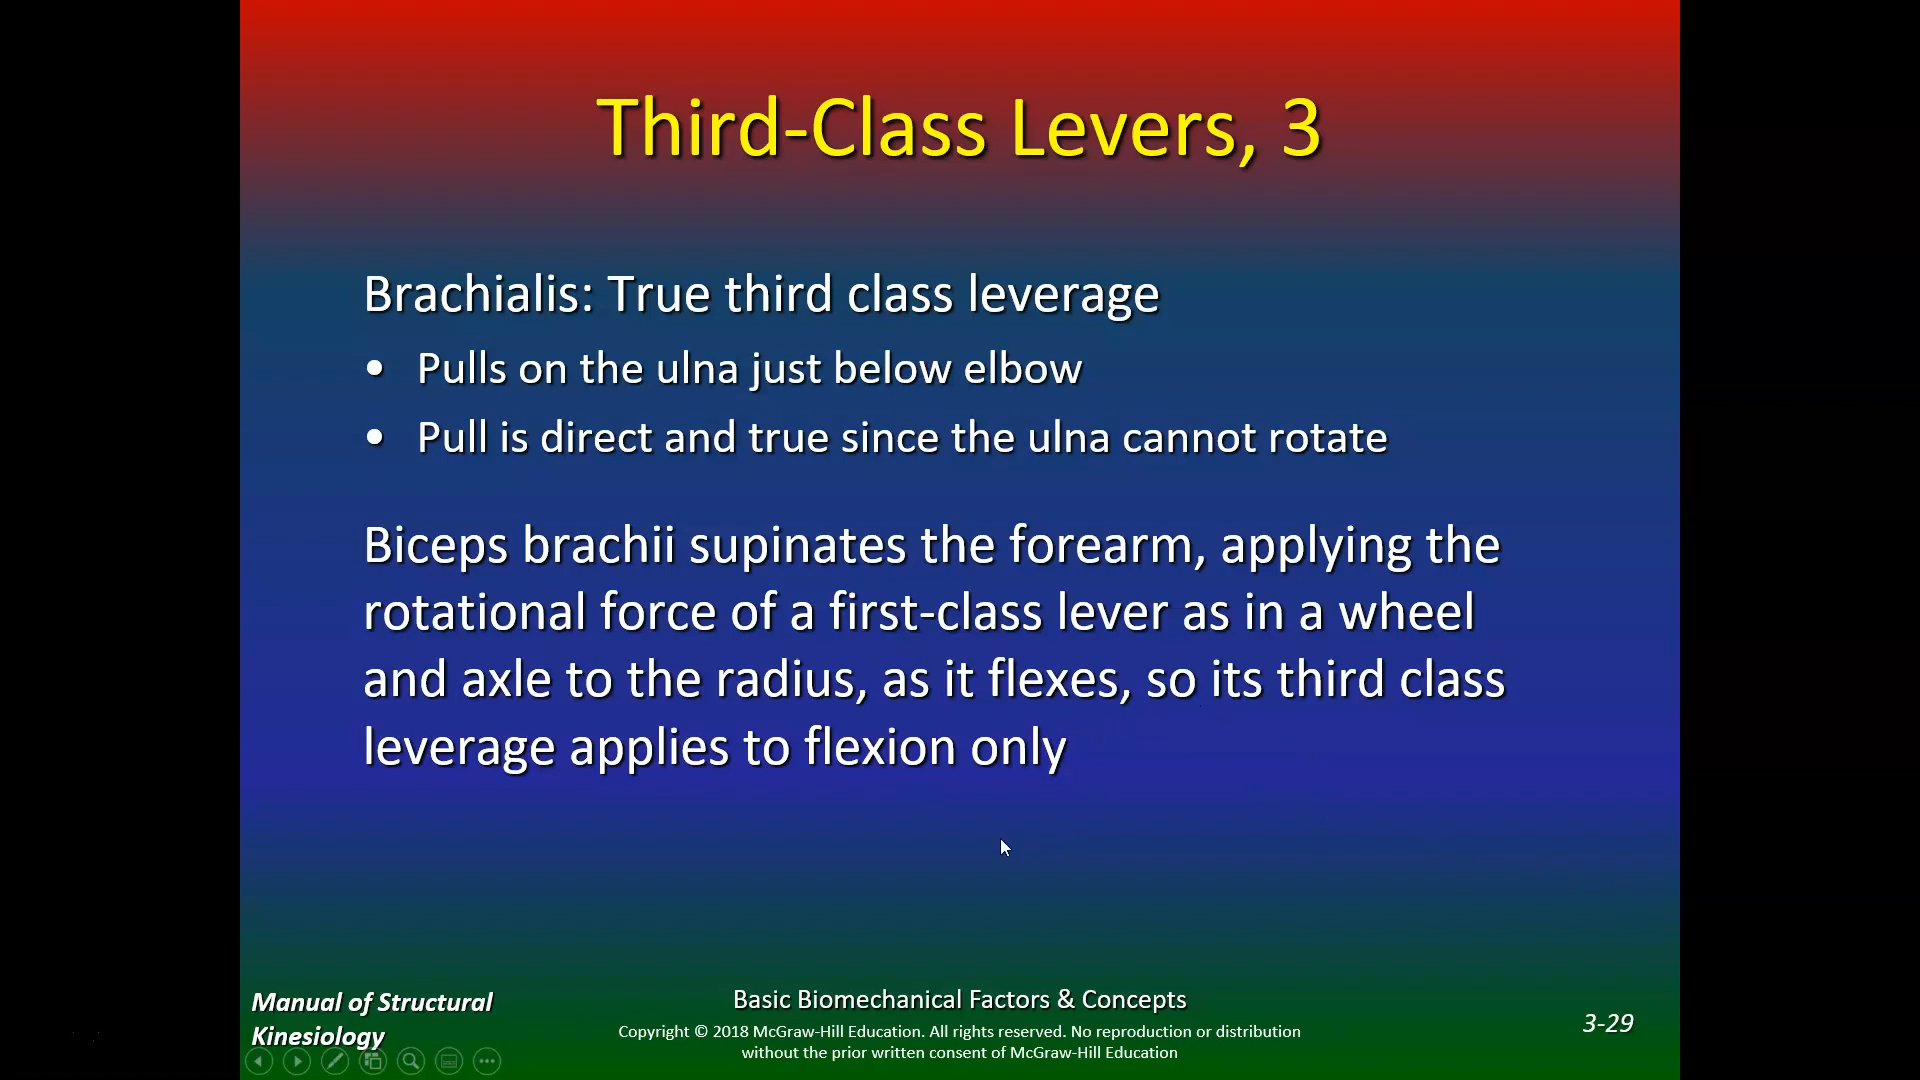 Third-Class Levers, 3
Brachialis: True third class leverage
• Pulls on the ulna just below elbow
• Pull is direct and true since the ulna cannot rotate
Biceps brachii supinates the forearm, applying the
rotational force of a first-class lever as in a wheel
and axle to the radius, as it flexes, so its third class
leverage applies to flexion only
Manual of Structural
Kinesiology
Basic Biomechanical Factors & Concepts
Copyright © 2018 McGraw-Hill Education. All rights reserved. No reproduction or distribution
without the prior written consent of McGraw-Hill Education
3-29